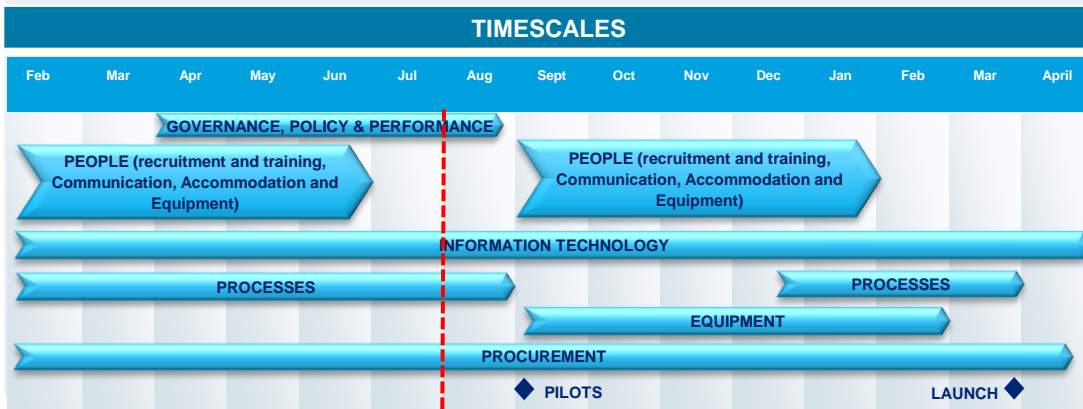 TIMESCALES
Feb Mar Apr May Jun Jul Aug Sept Oct Nov Dec Jan Feb Mar April
GOVERNANCE, POLICY & PERFORMANCE
PEOPLE (recruitment and training,
Communication, Accommodation and
Equipment)
PEOPLE (recruitment and training,
Communication, Accommodation and
Equipment)
INFORMATION TECHNOLOGY
PROCESSES
PROCESSES
EQUIPMENT
PROCUREMENT
PILOTS
LAUNCH